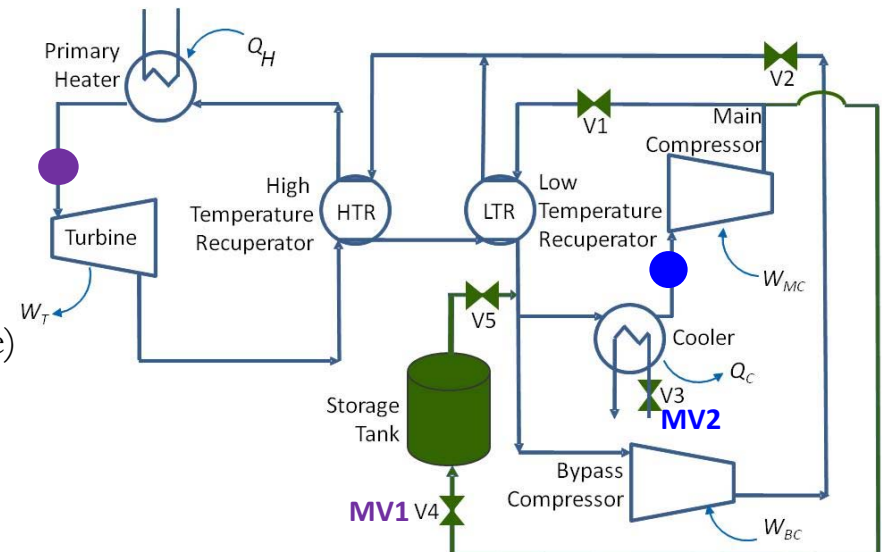 Primary
Heater
Q_H
V2
V1
Main
Compressor
High
Temperature
Recuperator
HTR
LTR
Low
Temperature
Recuperator
Turbine
W_T
W_MC
e)
V5
Cooler
Q_C
V3
MV2
Storage
Tank
Bypass
Compressor
MV1 V4
W_BC